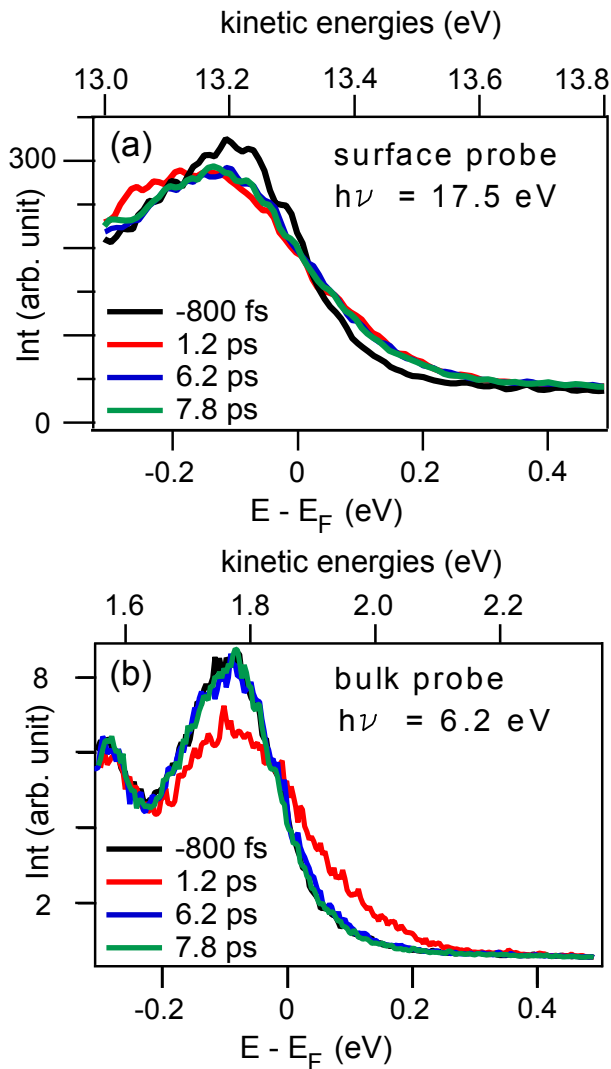 kinetic energies (eV)
13.0 13.2 13.4 13.6 13.8
(a)
surface probe
hν = 17.5 eV
300
0
Int (arb. unit)
-800 fs
1.2 ps
6.2 ps
7.8 ps
-0.2 0 0.2 0.4
E - E_F (eV)
kinetic energies (eV)
1.6 1.8 2.0 2.2
(b)
bulk probe
hν = 6.2 eV
8
2
Int (arb. unit)
-800 fs
1.2 ps
6.2 ps
7.8 ps
-0.2 0 0.2 0.4
E - E_F (eV)